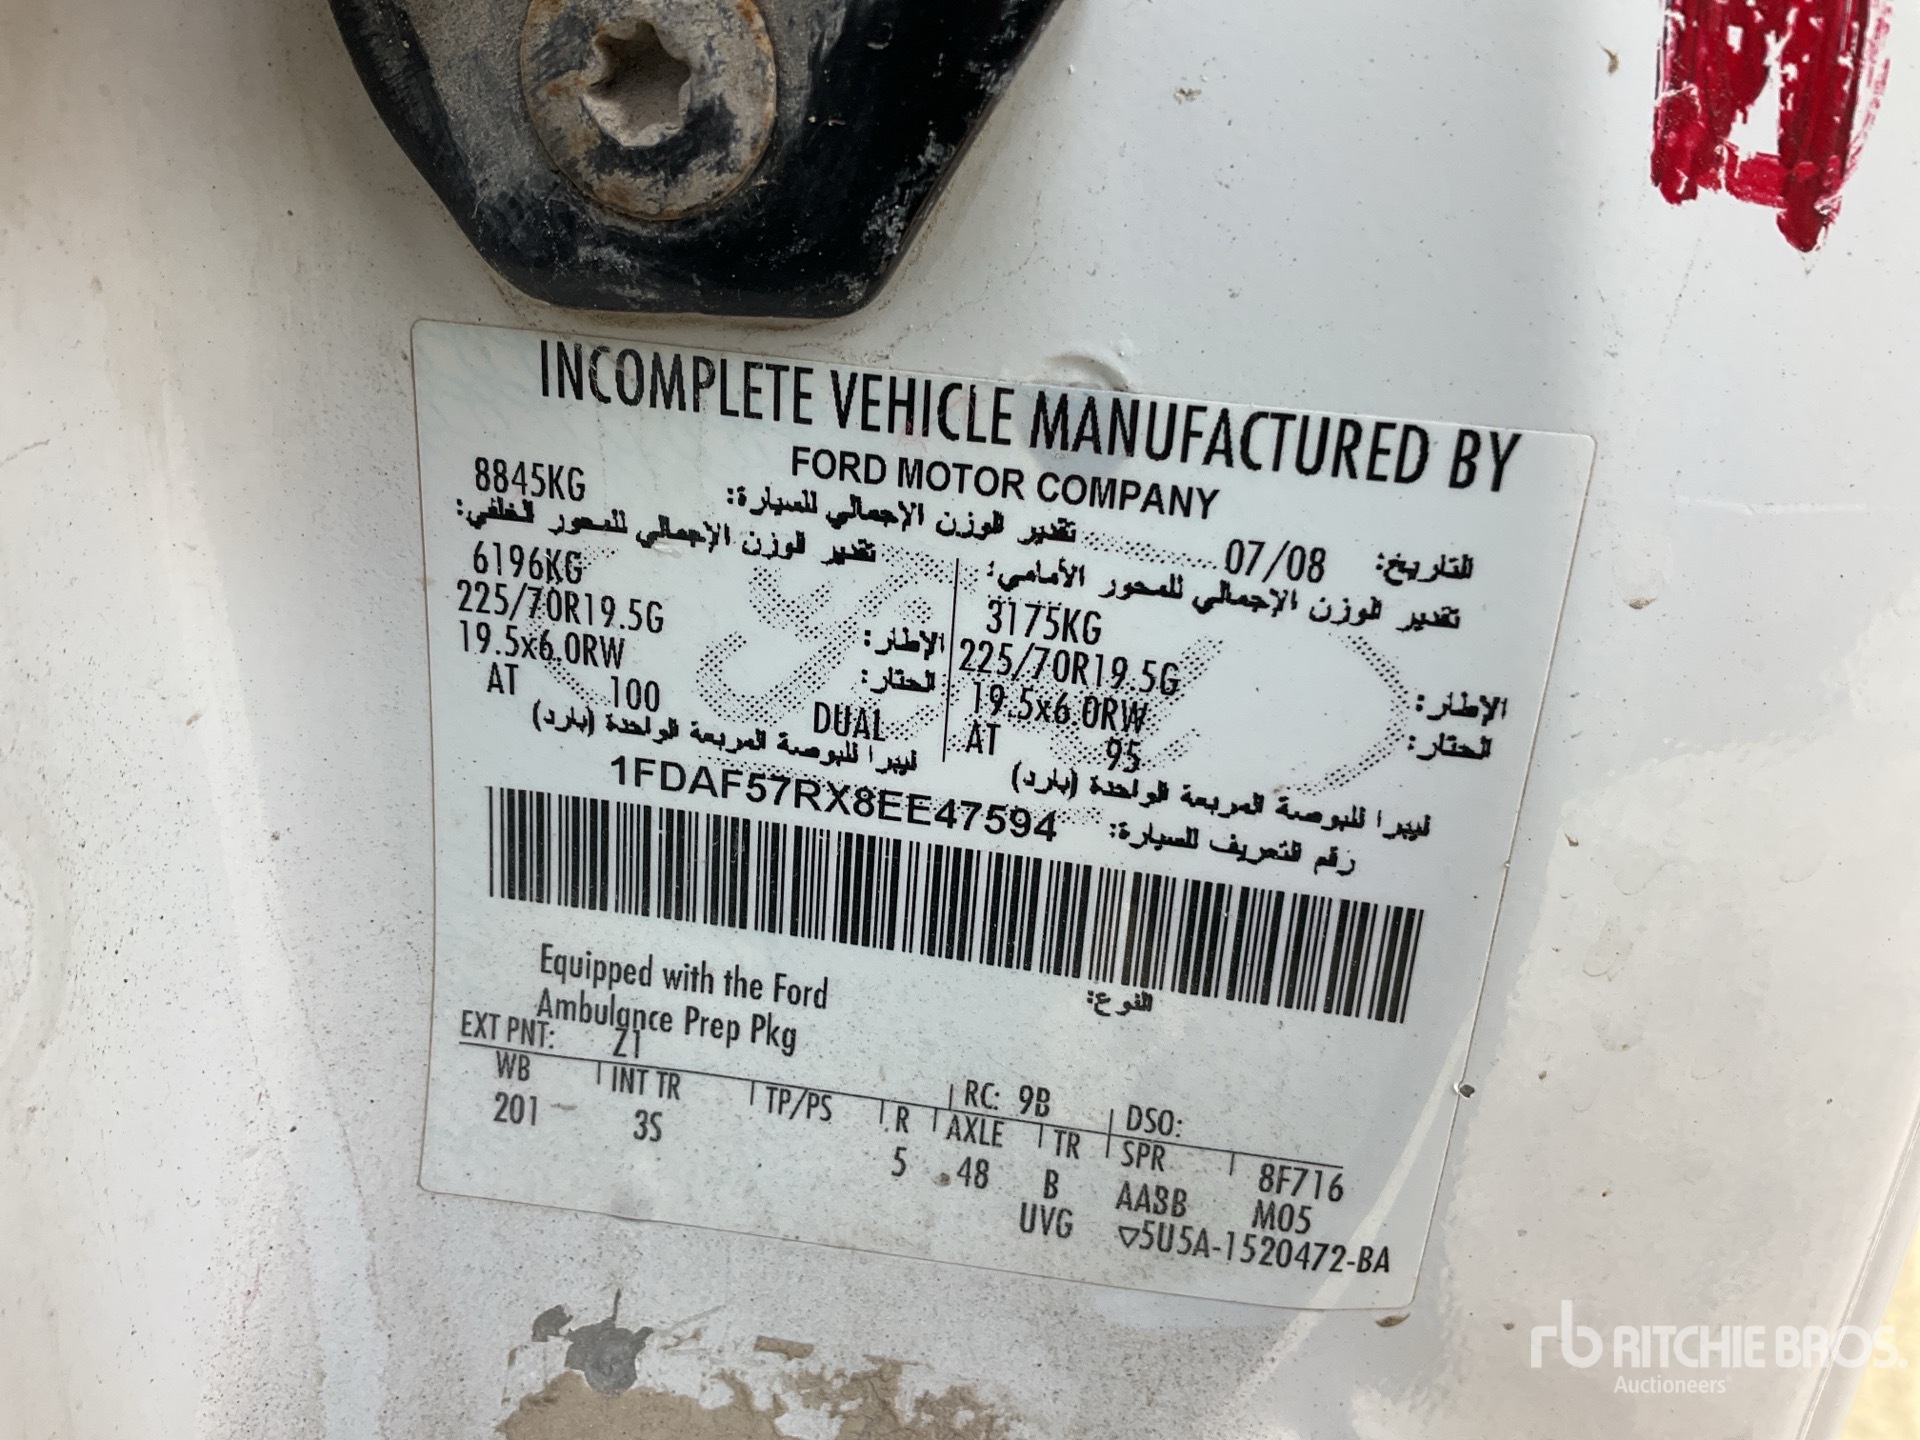 INCOMPLETE VEHICLE MANUFACTURED BY
FORD MOTOR COMPANY
التاريخ: 07/08
تقدير الوزن الإجمالي للسيارة: 8845KG
تقدير الوزن الإجمالي للمحور الأمامي:
3175KG
الإطار: 225/70R19.5G
الحتار: 19.5x6.0RW
AT 95
ليبرا للبوصة المربعة الواحدة (بارد)
تقدير الوزن الإجمالي للمحور الخلفي:
6196KG
الإطار: 225/70R19.5G
الحتار: 19.5x6.0RW
DUAL AT 100
ليبرا للبوصة المربعة الواحدة (بارد)
رقم التعريف للسيارة: 1FDAF57RX8EE47594
النوع:
Equipped with the Ford
Ambulance Prep Pkg
EXT PNT: Z1 RC: 9B DSO:
WB INT TR TP/PS R AXLE TR SPR 8F716
201 3S 5 48 B AASB M05
UVG ▽5U5A-1520472-BA
rb RITCHIE BROS.
Auctioneers